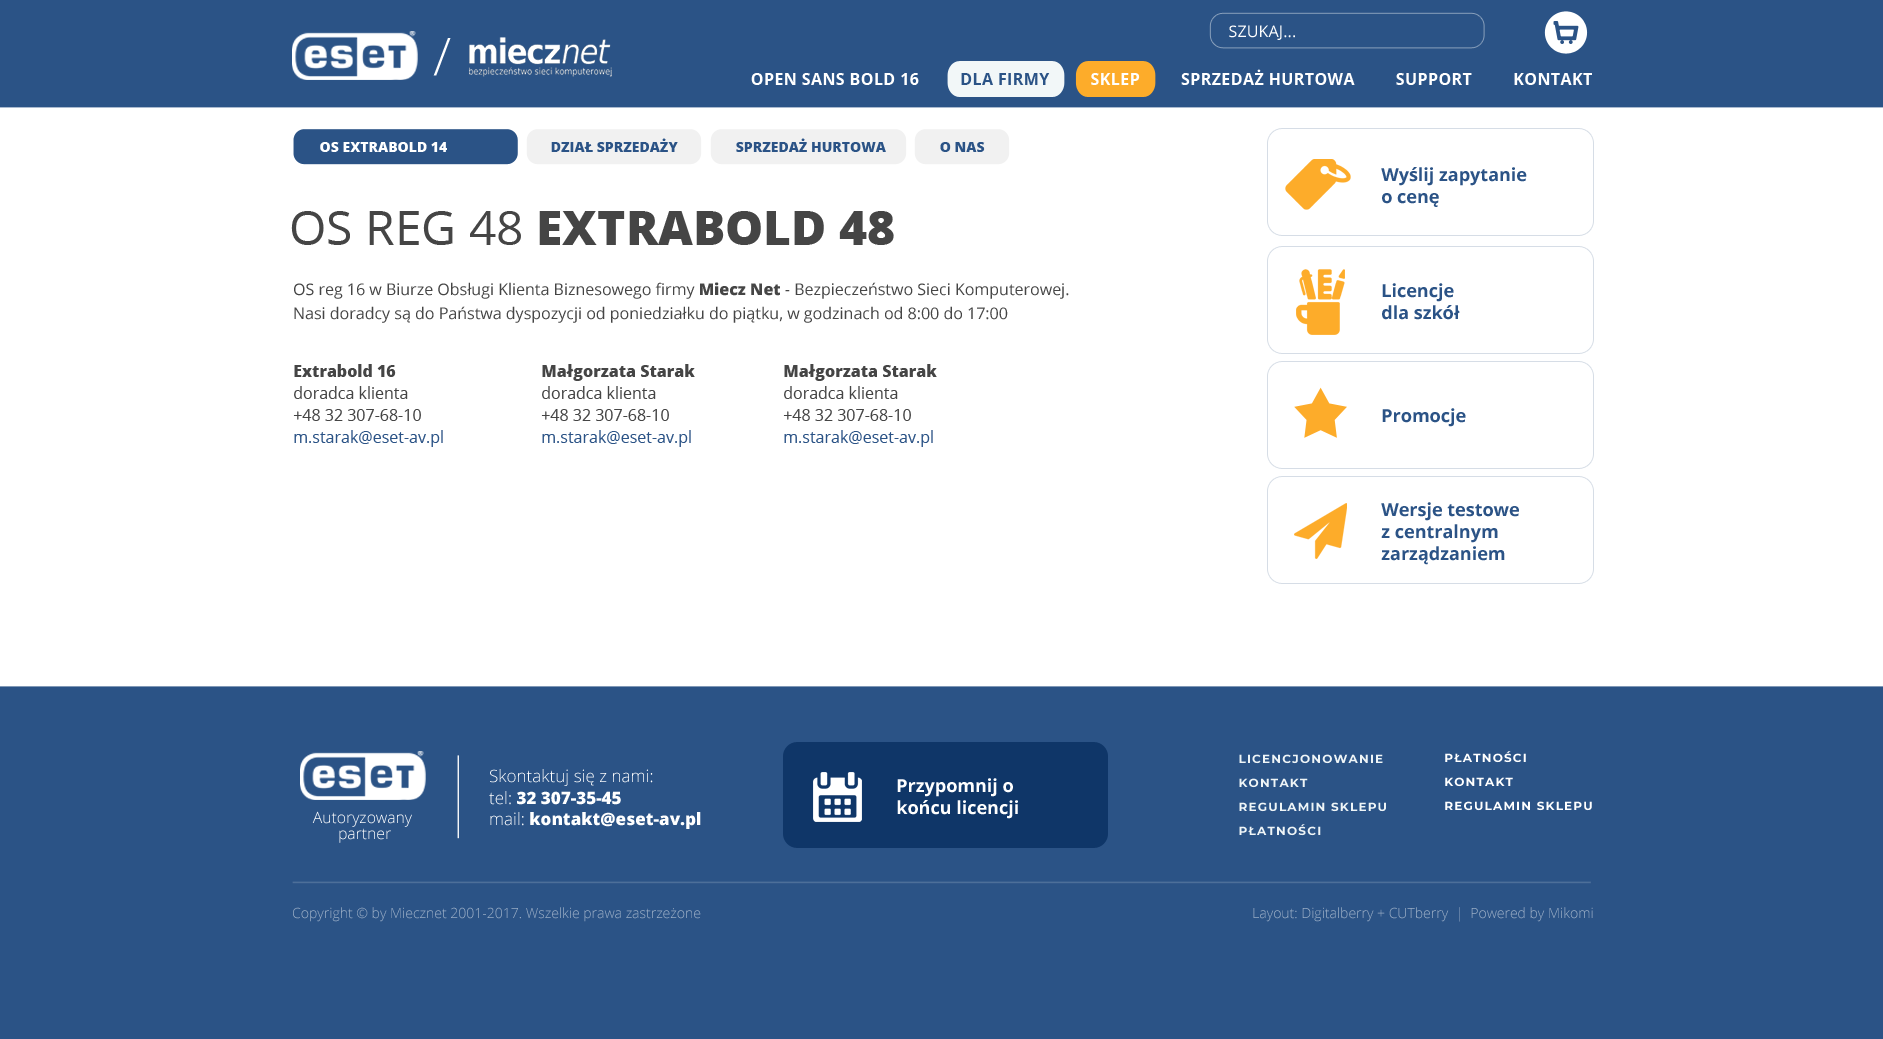 eset ® / miecznet
bezpieczeństwo sieci komputerowej
SZUKAJ...
OPEN SANS BOLD 16 DLA FIRMY SKLEP SPRZEDAŻ HURTOWA SUPPORT KONTAKT
OS EXTRABOLD 14 DZIAŁ SPRZEDAŻY SPRZEDAŻ HURTOWA O NAS
OS REG 48 EXTRABOLD 48
OS reg 16 w Biurze Obsługi Klienta Biznesowego firmy Miecz Net - Bezpieczeństwo Sieci Komputerowej.
Nasi doradcy są do Państwa dyspozycji od poniedziałku do piątku, w godzinach od 8:00 do 17:00
Extrabold 16
doradca klienta
+48 32 307-68-10
m.starak@eset-av.pl
Małgorzata Starak
doradca klienta
+48 32 307-68-10
m.starak@eset-av.pl
Małgorzata Starak
doradca klienta
+48 32 307-68-10
m.starak@eset-av.pl
Wyślij zapytanie
o cenę
E
Licencje
dla szkół
Promocje
Wersje testowe
z centralnym
zarządzaniem
eset ®
Autoryzowany
partner
Skontaktuj się z nami:
tel: 32 307-35-45
mail: kontakt@eset-av.pl
Przypomnij o
końcu licencji
LICENCJONOWANIE
KONTAKT
REGULAMIN SKLEPU
PŁATNOŚCI
PŁATNOŚCI
KONTAKT
REGULAMIN SKLEPU
Copyright © by Miecznet 2001-2017. Wszelkie prawa zastrzeżone
Layout: Digitalberry + CUTberry | Powered by Mikomi